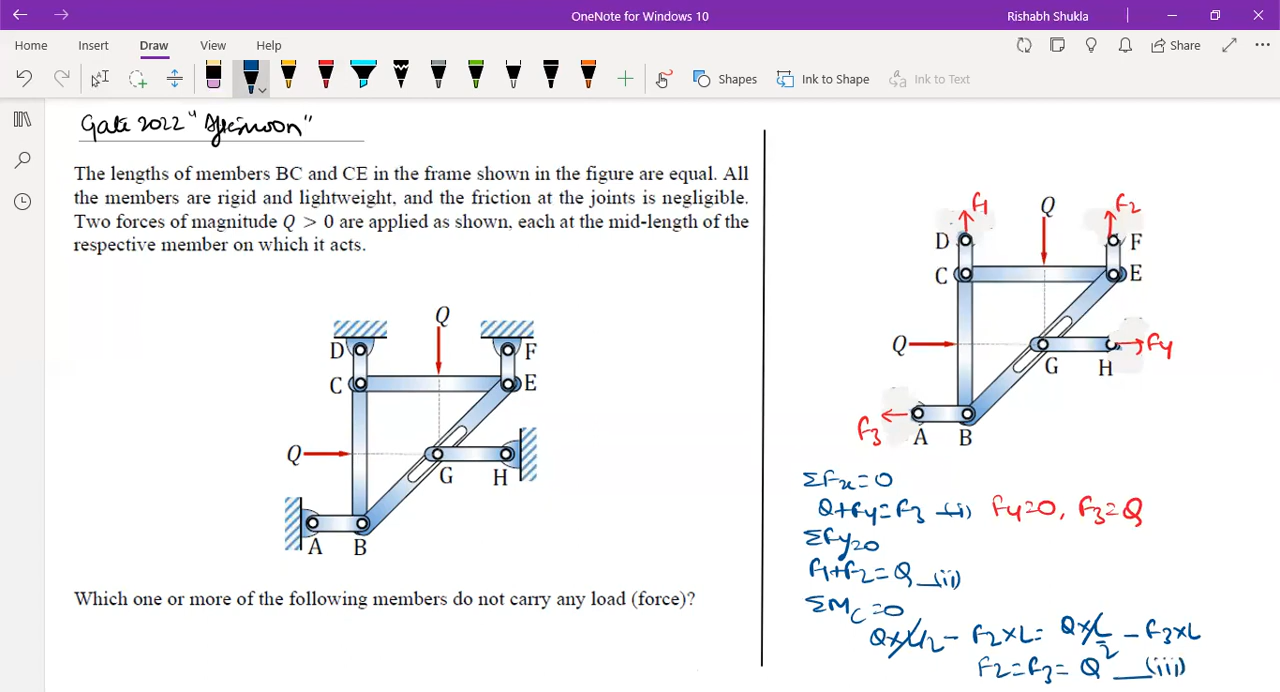 OneNote for Windows 10
Rishabh Shukla
Home Insert Draw View Help
Share
Shapes
Ink to Shape
Ink to Text
Gate 2022 "Afternoon"
The lengths of members BC and CE in the frame shown in the figure are equal. All
the members are rigid and lightweight, and the friction at the joints is negligible.
Two forces of magnitude Q > 0 are applied as shown, each at the mid-length of the
respective member on which it acts.
Q
D F
C E
Q
G H
A B
Which one or more of the following members do not carry any load (force)?
F1 Q F2
D F
C E
Q F4
G H
F3 A B
ΣFx=0
Q+F4=F3 —(i) F4=0, F3=Q
ΣFy=0
F1+F2=Q —(ii)
ΣMC=0
Q×L/2 - F2×L = Q×L/2 - F3×L
F2=F3=Q —(iii)